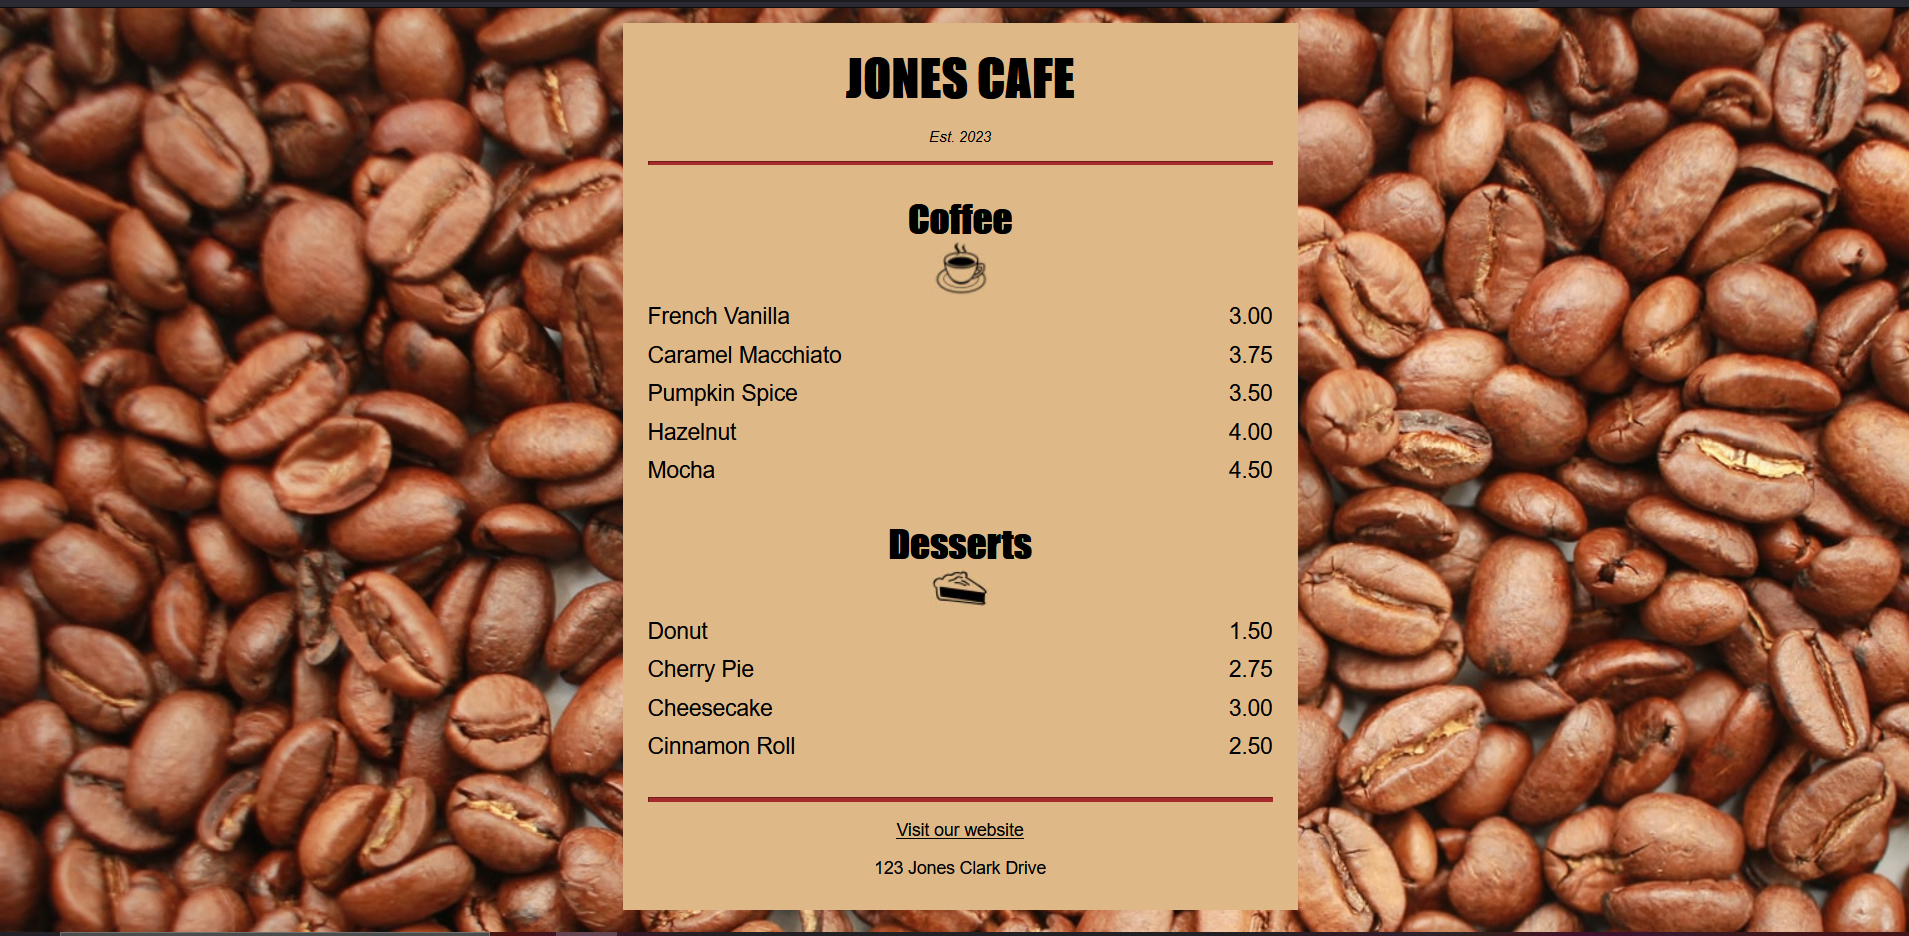 JONES CAFE
Est. 2023
Coffee
French Vanilla 3.00
Caramel Macchiato 3.75
Pumpkin Spice 3.50
Hazelnut 4.00
Mocha 4.50
Desserts
Donut 1.50
Cherry Pie 2.75
Cheesecake 3.00
Cinnamon Roll 2.50
Visit our website
123 Jones Clark Drive